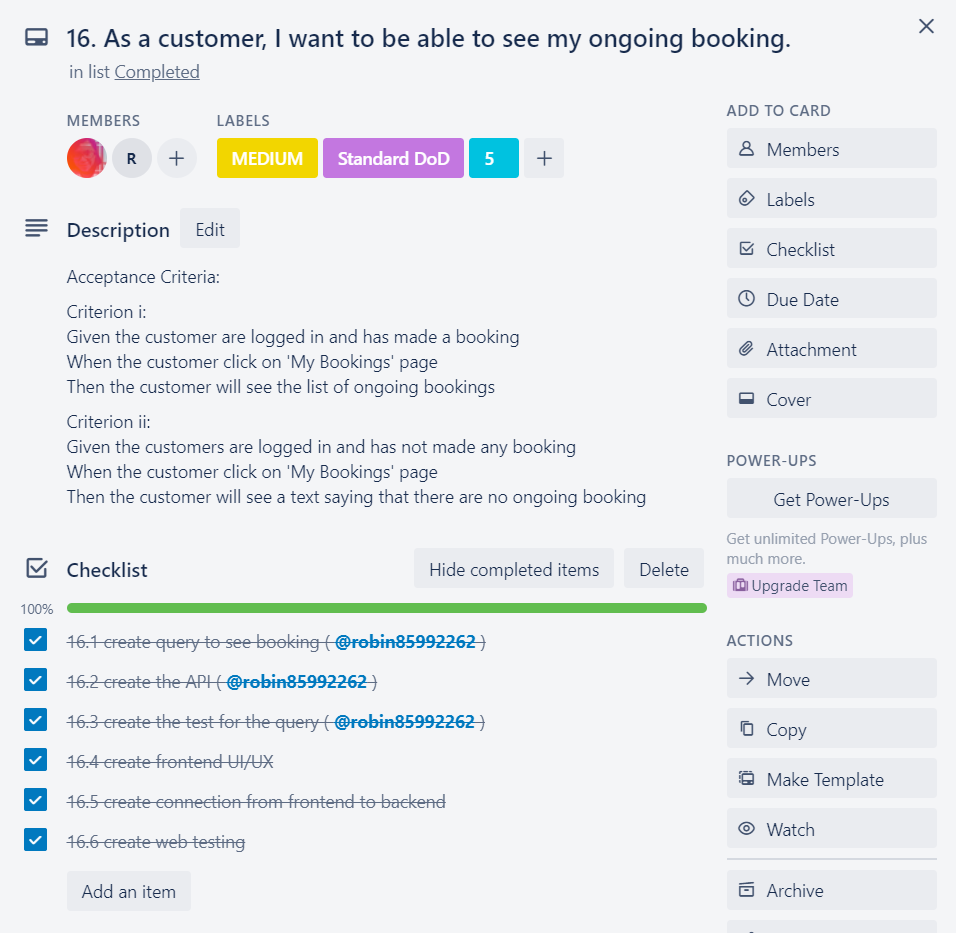 16. As a customer, I want to be able to see my ongoing booking.
in list Completed
MEMBERS
LABELS
R
MEDIUM
Standard DoD
5
Description
Edit
Acceptance Criteria:
Criterion i:
Given the customer are logged in and has made a booking
When the customer click on 'My Bookings' page
Then the customer will see the list of ongoing bookings
Criterion ii:
Given the customers are logged in and has not made any booking
When the customer click on 'My Bookings' page
Then the customer will see a text saying that there are no ongoing booking
Checklist
Hide completed items
Delete
100%
16.1 create query to see booking ( @robin85992262 )
16.2 create the API ( @robin85992262 )
16.3 create the test for the query ( @robin85992262 )
16.4 create frontend UI/UX
16.5 create connection from frontend to backend
16.6 create web testing
Add an item
ADD TO CARD
Members
Labels
Checklist
Due Date
Attachment
Cover
POWER-UPS
Get Power-Ups
Get unlimited Power-Ups, plus
much more.
Upgrade Team
ACTIONS
Move
Copy
Make Template
Watch
Archive